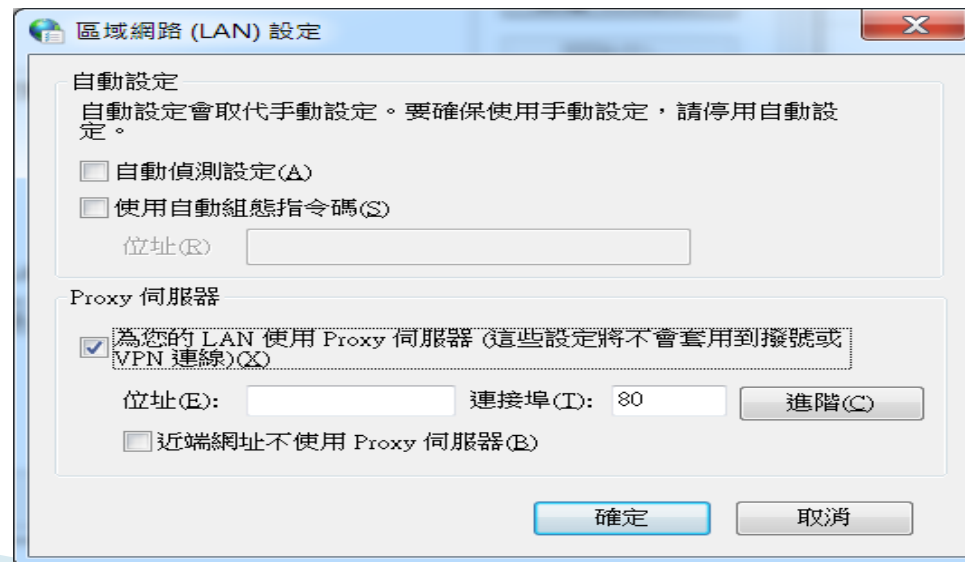 區域網路 (LAN) 設定
自動設定
自動設定會取代手動設定。要確保使用手動設定，請停用自動設
定。
自動偵測設定(A)
使用自動組態指令碼(S)
位址(R)
Proxy 伺服器
為您的 LAN 使用 Proxy 伺服器 (這些設定將不會套用到撥號或
VPN 連線)(X)
位址(E): 連接埠(T): 80 進階(C)
近端網址不使用 Proxy 伺服器(B)
確定 取消